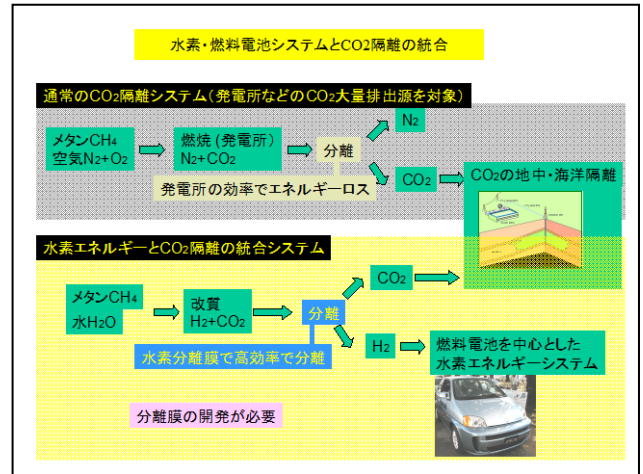 水素・燃料電池システムとCO2隔離の統合
通常のCO₂隔離システム(発電所などのCO₂大量排出源を対象)
メタンCH₄
空気N₂+O₂
燃焼(発電所)
N₂+CO₂
分離
N₂
CO₂
発電所の効率でエネルギーロス
CO₂の地中・海洋隔離
水素エネルギーとCO₂隔離の統合システム
メタンCH₄
水H₂O
改質
H₂+CO₂
分離
CO₂
H₂
水素分離膜で高効率で分離
燃料電池を中心とした
水素エネルギーシステム
分離膜の開発が必要